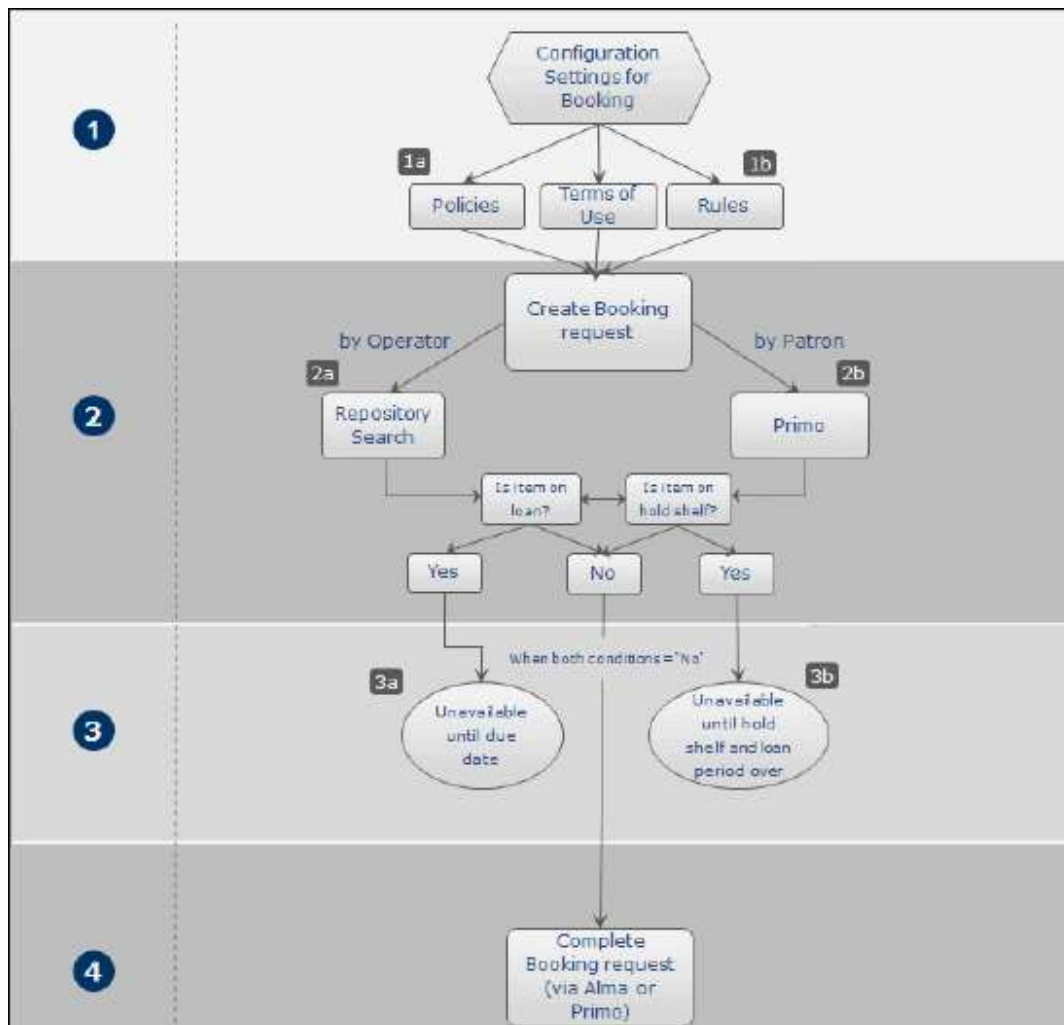 Configuration
Settings for
Booking
1
1a
1b
Policies
Terms of
Use
Rules
Create Booking
request
by Operator
by Patron
2a
2b
2
Repository
Search
Primo
Is item on
loan?
Is item on
hold shelf?
Yes
No
Yes
When both conditions = "No"
3a
3b
3
Unavailable
until due
date
Unavailable
until hold
shelf and loan
period over
4
Complete
Booking request
(via Alma or
Primo)